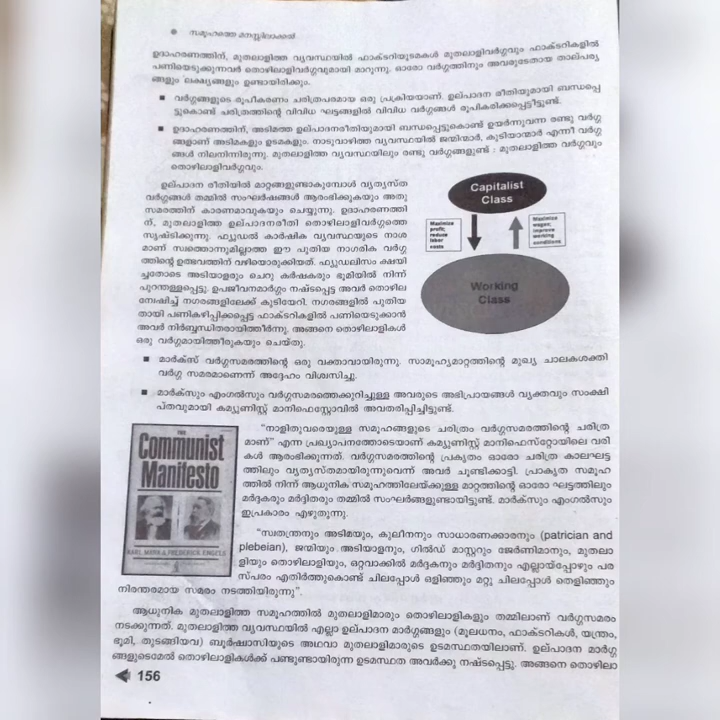 സമൂഹത്തെ മനസ്സിലാക്കൽ
ഉദാഹരണത്തിന്, മുതലാളിത്ത വ്യവസ്ഥയിൽ ഫാക്ടറിയുടമകൾ മുതലാളിവർഗ്ഗവും ഫാക്ടറികളിൽ
പണിയെടുക്കുന്നവർ തൊഴിലാളിവർഗ്ഗവുമായി മാറുന്നു. ഓരോ വർഗ്ഗത്തിനും അവരുടേതായ താല്പര്യ
ങ്ങളും ലക്ഷ്യങ്ങളും ഉണ്ടായിരിക്കും.
■ വർഗ്ഗങ്ങളുടെ രൂപീകരണം ചരിത്രപരമായ ഒരു പ്രക്രിയയാണ്. ഉല്പാദന രീതിയുമായി ബന്ധപ്പെ
ട്ടുകൊണ്ട് ചരിത്രത്തിന്റെ വിവിധ ഘട്ടങ്ങളിൽ വിവിധ വർഗ്ഗങ്ങൾ രൂപികരിക്കപ്പെട്ടിട്ടുണ്ട്.
■ ഉദാഹരണത്തിന്, അടിമത്ത ഉല്പാദനരീതിയുമായി ബന്ധപ്പെട്ടുകൊണ്ട് ഉയർന്നുവന്ന രണ്ടു വർഗ്ഗ
ങ്ങളാണ് അടിമകളും ഉടമകളും. നാടുവാഴിത്ത വ്യവസ്ഥയിൽ ജന്മിമാർ, കുടിയാന്മാർ എന്നീ വർഗ്ഗ
ങ്ങൾ നിലനിന്നിരുന്നു. മുതലാളിത്ത വ്യവസ്ഥയിലും രണ്ടു വർഗ്ഗങ്ങളുണ്ട് : മുതലാളിത്ത വർഗ്ഗവും
തൊഴിലാളിവർഗ്ഗവും.
ഉല്പാദന രീതിയിൽ മാറ്റങ്ങളുണ്ടാകുമ്പോൾ വ്യത്യസ്ത
വർഗ്ഗങ്ങൾ തമ്മിൽ സംഘർഷങ്ങൾ ആരംഭിക്കുകയും അതു
സമരത്തിന് കാരണമാവുകയും ചെയ്യുന്നു. ഉദാഹരണത്തി
ന്, മുതലാളിത്ത ഉല്പാദനരീതി തൊഴിലാളിവർഗ്ഗത്തെ
സൃഷ്ടിക്കുന്നു. ഫ്യൂഡൽ കാർഷിക വ്യവസ്ഥയുടെ നാശ
മാണ് സ്വത്തൊന്നുമില്ലാത്ത ഈ പുതിയ നാഗരിക വർഗ്ഗ
ത്തിന്റെ ഉത്ഭവത്തിന് വഴിയൊരുക്കിയത്. ഫ്യൂഡലിസം ക്ഷയി
ച്ചതോടെ അടിയാളരും ചെറു കർഷകരും ഭൂമിയിൽ നിന്ന്
പുറന്തള്ളപ്പെട്ടു. ഉപജീവനമാർഗ്ഗം നഷ്ടപ്പെട്ട അവർ തൊഴില
ന്വേഷിച്ച് നഗരങ്ങളിലേക്ക് കുടിയേറി. നഗരങ്ങളിൽ പുതിയ
തായി പണികഴിപ്പിക്കപ്പെട്ട ഫാക്ടറികളിൽ പണിയെടുക്കാൻ
അവർ നിർബ്ബന്ധിതരായിത്തീർന്നു. അങ്ങനെ തൊഴിലാളികൾ
ഒരു വർഗ്ഗമായിത്തീരുകയും ചെയ്തു.
Capitalist
Class
Maximize
profit;
reduce
labor
costs
Maximize
wages;
improve
working
conditions
Working
Class
■ മാർക്സ് വർഗ്ഗസമരത്തിന്റെ ഒരു വക്താവായിരുന്നു. സാമൂഹ്യമാറ്റത്തിന്റെ മുഖ്യ ചാലകശക്തി
വർഗ്ഗ സമരമാണെന്ന് അദ്ദേഹം വിശ്വസിച്ചു.
■ മാർക്സും എംഗൽസും വർഗ്ഗസമരത്തെക്കുറിച്ചുള്ള അവരുടെ അഭിപ്രായങ്ങൾ വ്യക്തവും സംക്ഷി
പ്തവുമായി കമ്യൂണിസ്റ്റ് മാനിഫെസ്റ്റോവിൽ അവതരിപ്പിച്ചിട്ടുണ്ട്.
THE
Communist
Manifesto
KARL MARX & FREDERICK ENGELS
"നാളിതുവരെയുള്ള സമൂഹങ്ങളുടെ ചരിത്രം വർഗ്ഗസമരത്തിന്റെ ചരിത്ര
മാണ്" എന്ന പ്രഖ്യാപനത്തോടെയാണ് കമ്യൂണിസ്റ്റ് മാനിഫെസ്റ്റോയിലെ വരി
കൾ ആരംഭിക്കുന്നത്. വർഗ്ഗസമരത്തിന്റെ പ്രകൃതം ഓരോ ചരിത്ര കാലഘട്ട
ത്തിലും വ്യത്യസ്തമായിരുന്നുവെന്ന് അവർ ചൂണ്ടിക്കാട്ടി. പ്രാകൃത സമൂഹ
ത്തിൽ നിന്ന് ആധുനിക സമൂഹത്തിലേയ്ക്കുള്ള മാറ്റത്തിന്റെ ഓരോ ഘട്ടത്തിലും
മർദ്ദകരും മർദ്ദിതരും തമ്മിൽ സംഘർങ്ങളുണ്ടായിട്ടുണ്ട്. മാർക്സും എംഗൽസും
ഇപ്രകാരം എഴുതുന്നു.
"സ്വതന്ത്രനും അടിമയും, കുലീനനും സാധാരണക്കാരനും (patrician and
plebeian), ജന്മിയും അടിയാളനും, ഗിൽഡ് മാസ്റ്ററും ജേർണിമാനും, മുതലാ
ളിയും തൊഴിലാളിയും, ഒറ്റവാക്കിൽ മർദ്ദകനും മർദ്ദിതനും എല്ലായ്പ്പോഴും പര
സ്പരം എതിർത്തുകൊണ്ട് ചിലപ്പോൾ ഒളിഞ്ഞും മറ്റു ചിലപ്പോൾ തെളിഞ്ഞും
നിരന്തരമായ സമരം നടത്തിയിരുന്നു".
ആധുനിക മുതലാളിത്ത സമൂഹത്തിൽ മുതലാളിമാരും തൊഴിലാളികളും തമ്മിലാണ് വർഗ്ഗസമരം
നടക്കുന്നത്. മുതലാളിത്ത വ്യവസ്ഥയിൽ എല്ലാ ഉല്പാദന മാർഗ്ഗങ്ങളും (മൂലധനം, ഫാക്ടറികൾ, യന്ത്രം,
ഭൂമി, തുടങ്ങിയവ) ബൂർഷ്വാസിയുടെ അഥവാ മുതലാളിമാരുടെ ഉടമസ്ഥതയിലാണ്. ഉല്പാദന മാർഗ്ഗ
ങ്ങളുടെമേൽ തൊഴിലാളികൾക്ക് പണ്ടുണ്ടായിരുന്ന ഉടമസ്ഥത അവർക്കു നഷ്ടപ്പെട്ടു. അങ്ങനെ തൊഴിലാ
156